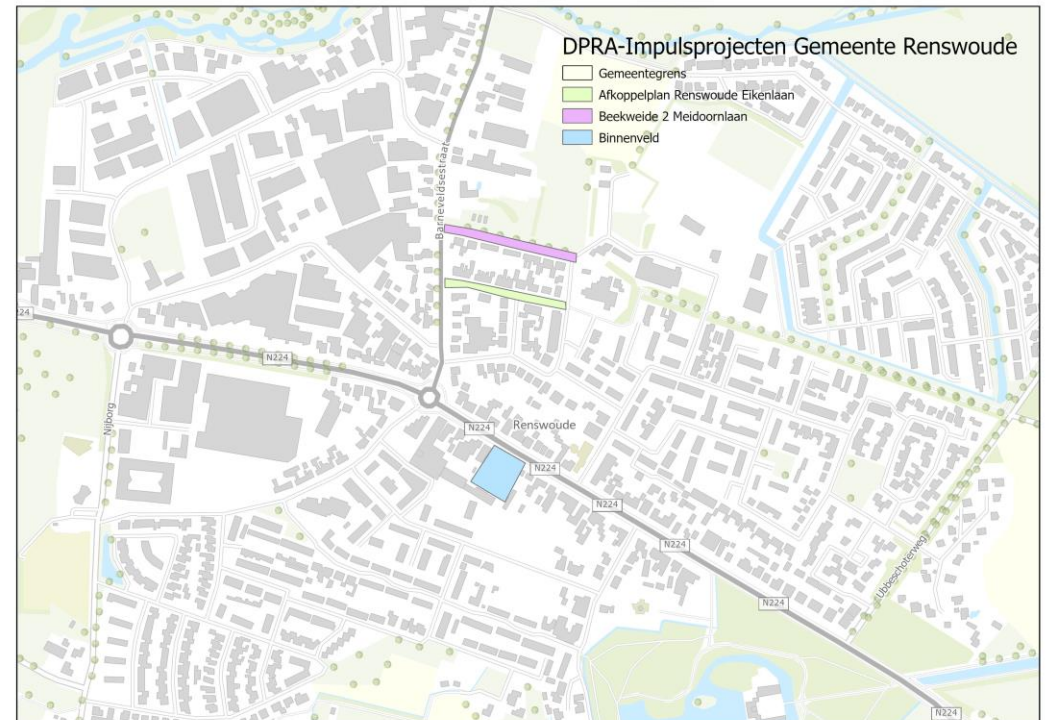 DPRA-Impulsprojecten Gemeente Renswoude
Gemeentegrens
Afkoppelplan Renswoude Eikenlaan
Beekweide 2 Meidoornlaan
Binnenveld
Barneveldsestraat
224
N224
Nijborg
Renswoude
N224
N224
N224
N224
N224
Ubbeschoterweg
N224